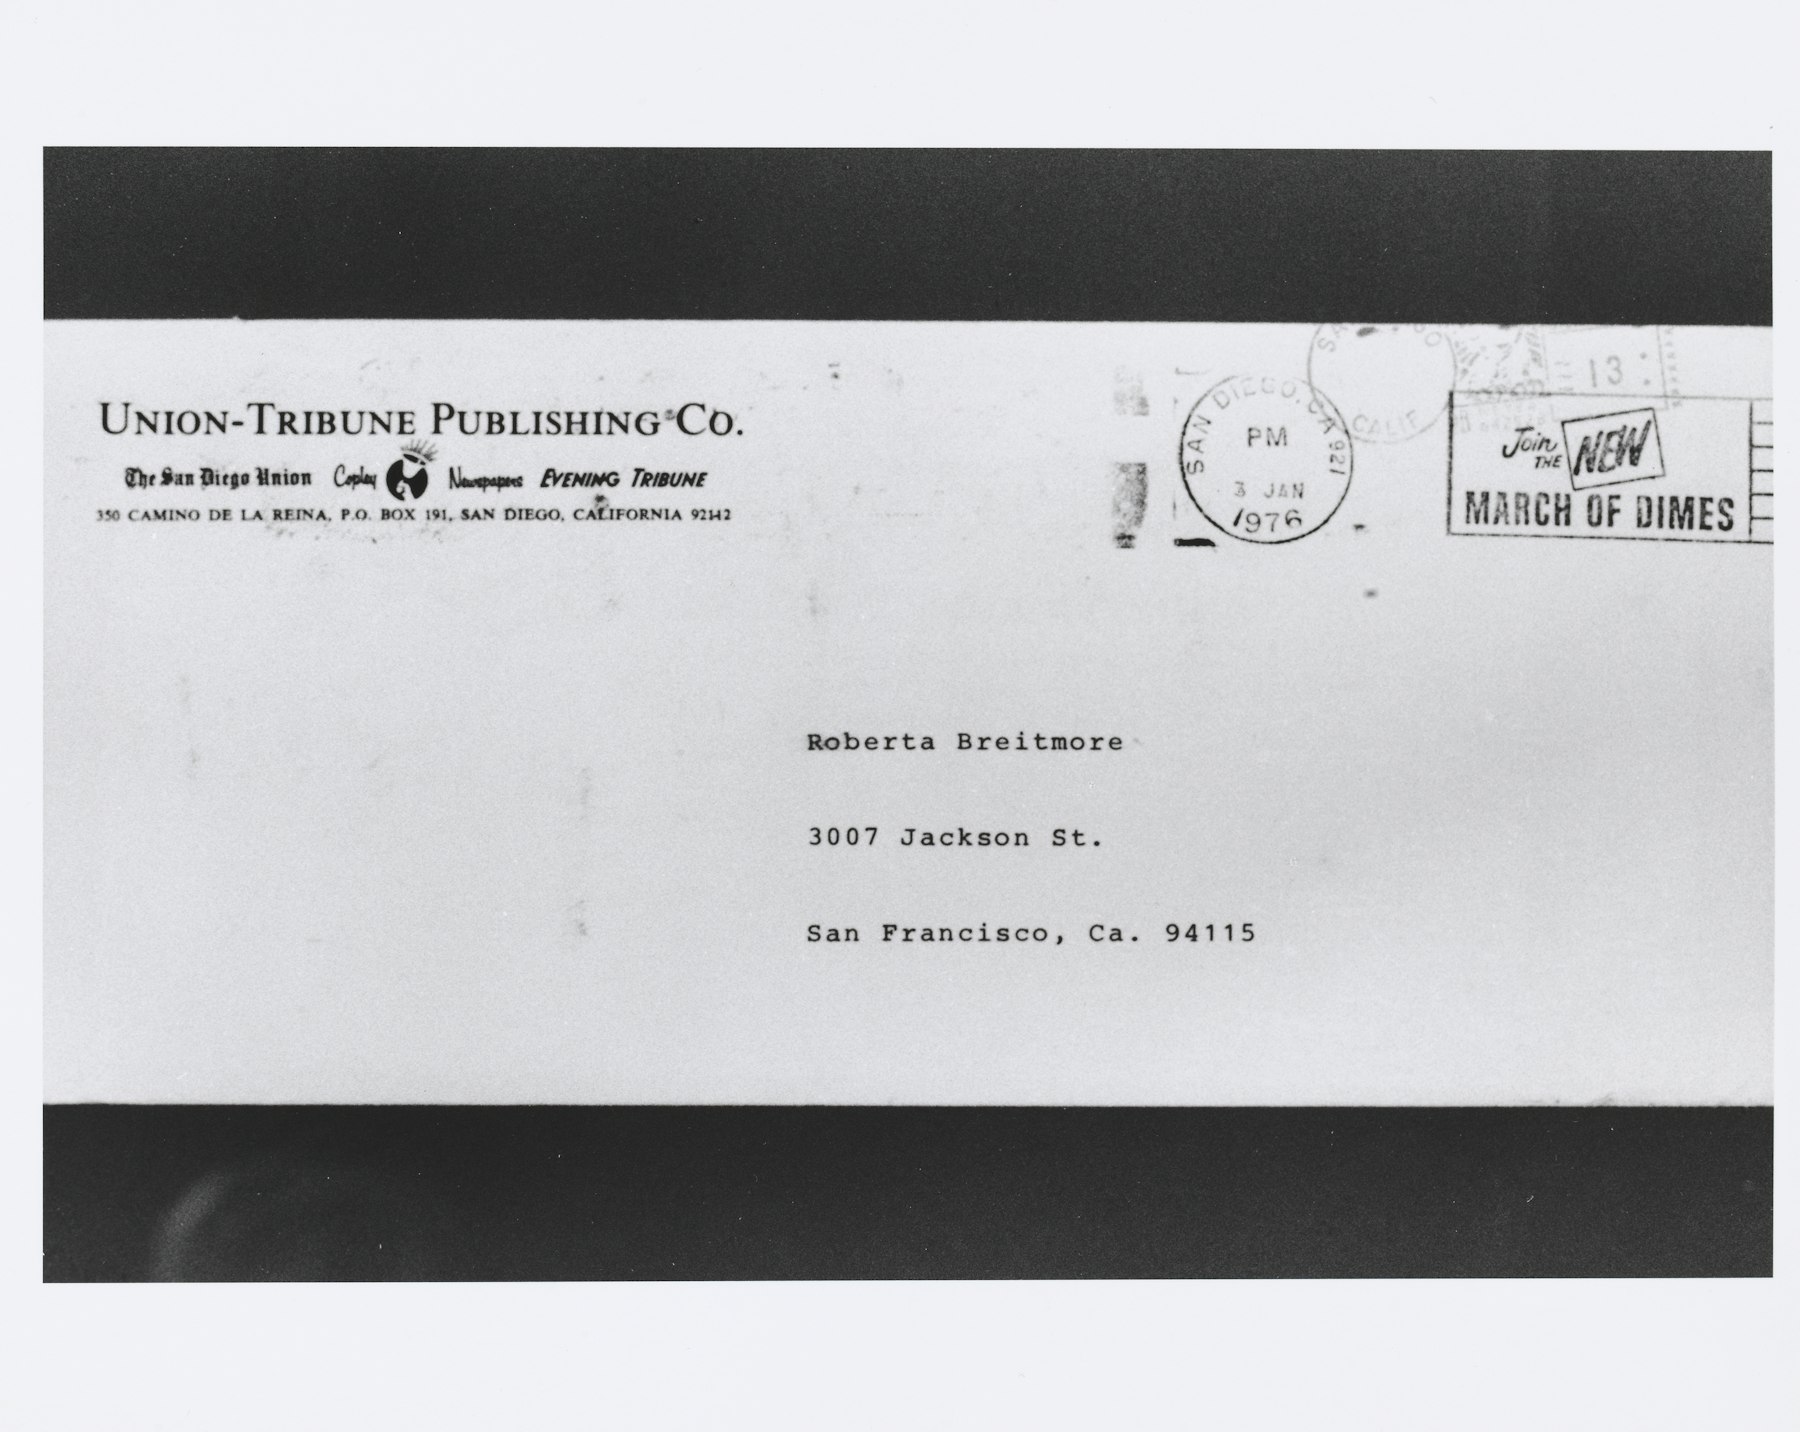 UNION-TRIBUNE PUBLISHING CO.
The San Diego Union Copley Newspapers EVENING TRIBUNE
350 CAMINO DE LA REINA, P.O. BOX 191, SAN DIEGO, CALIFORNIA 92112
SAN DIEGO, CA 921
PM
3 JAN
1976
CALIF
13
Join
THE NEW
MARCH OF DIMES
Roberta Breitmore
3007 Jackson St.
San Francisco, Ca. 94115